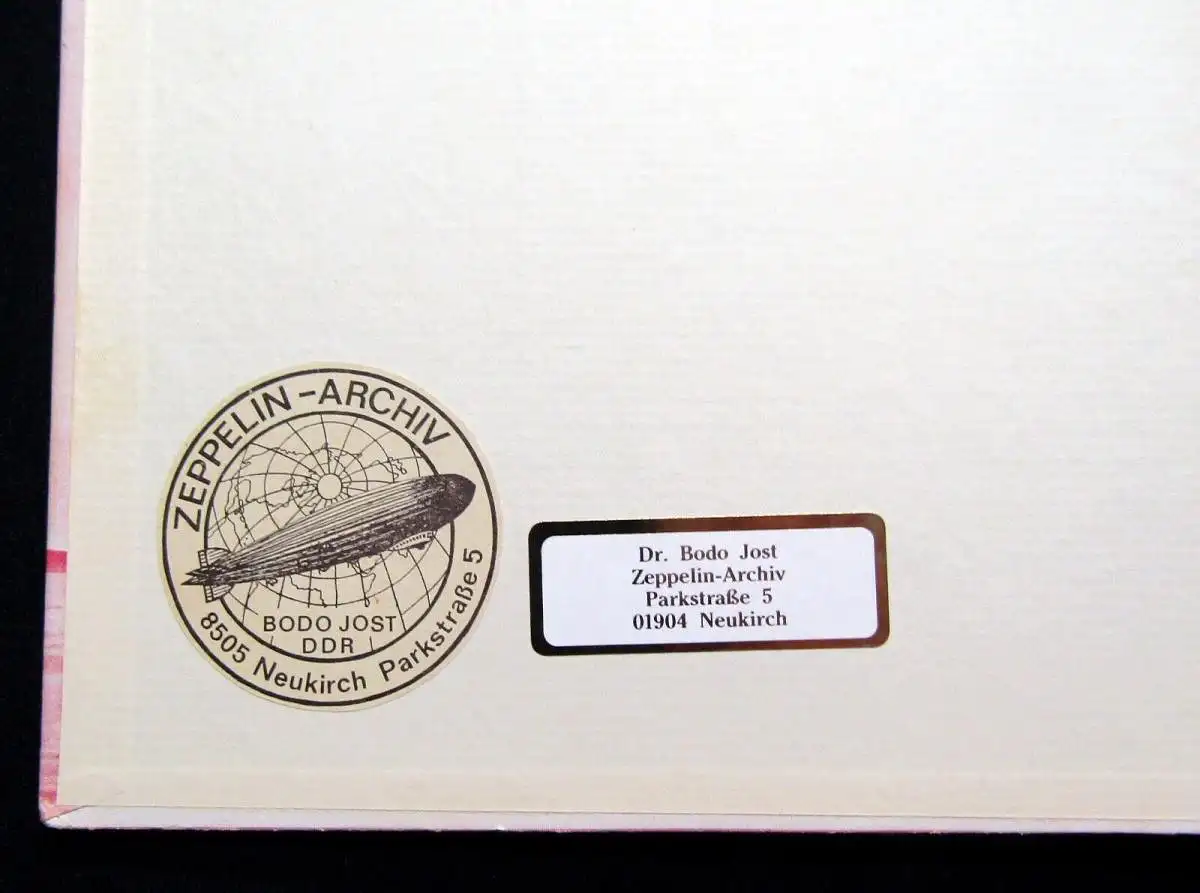 ZEPPELIN-ARCHIV
BODO JOST
DDR
8505 Neukirch Parkstraße 5
Dr. Bodo Jost
Zeppelin-Archiv
Parkstraße 5
01904 Neukirch